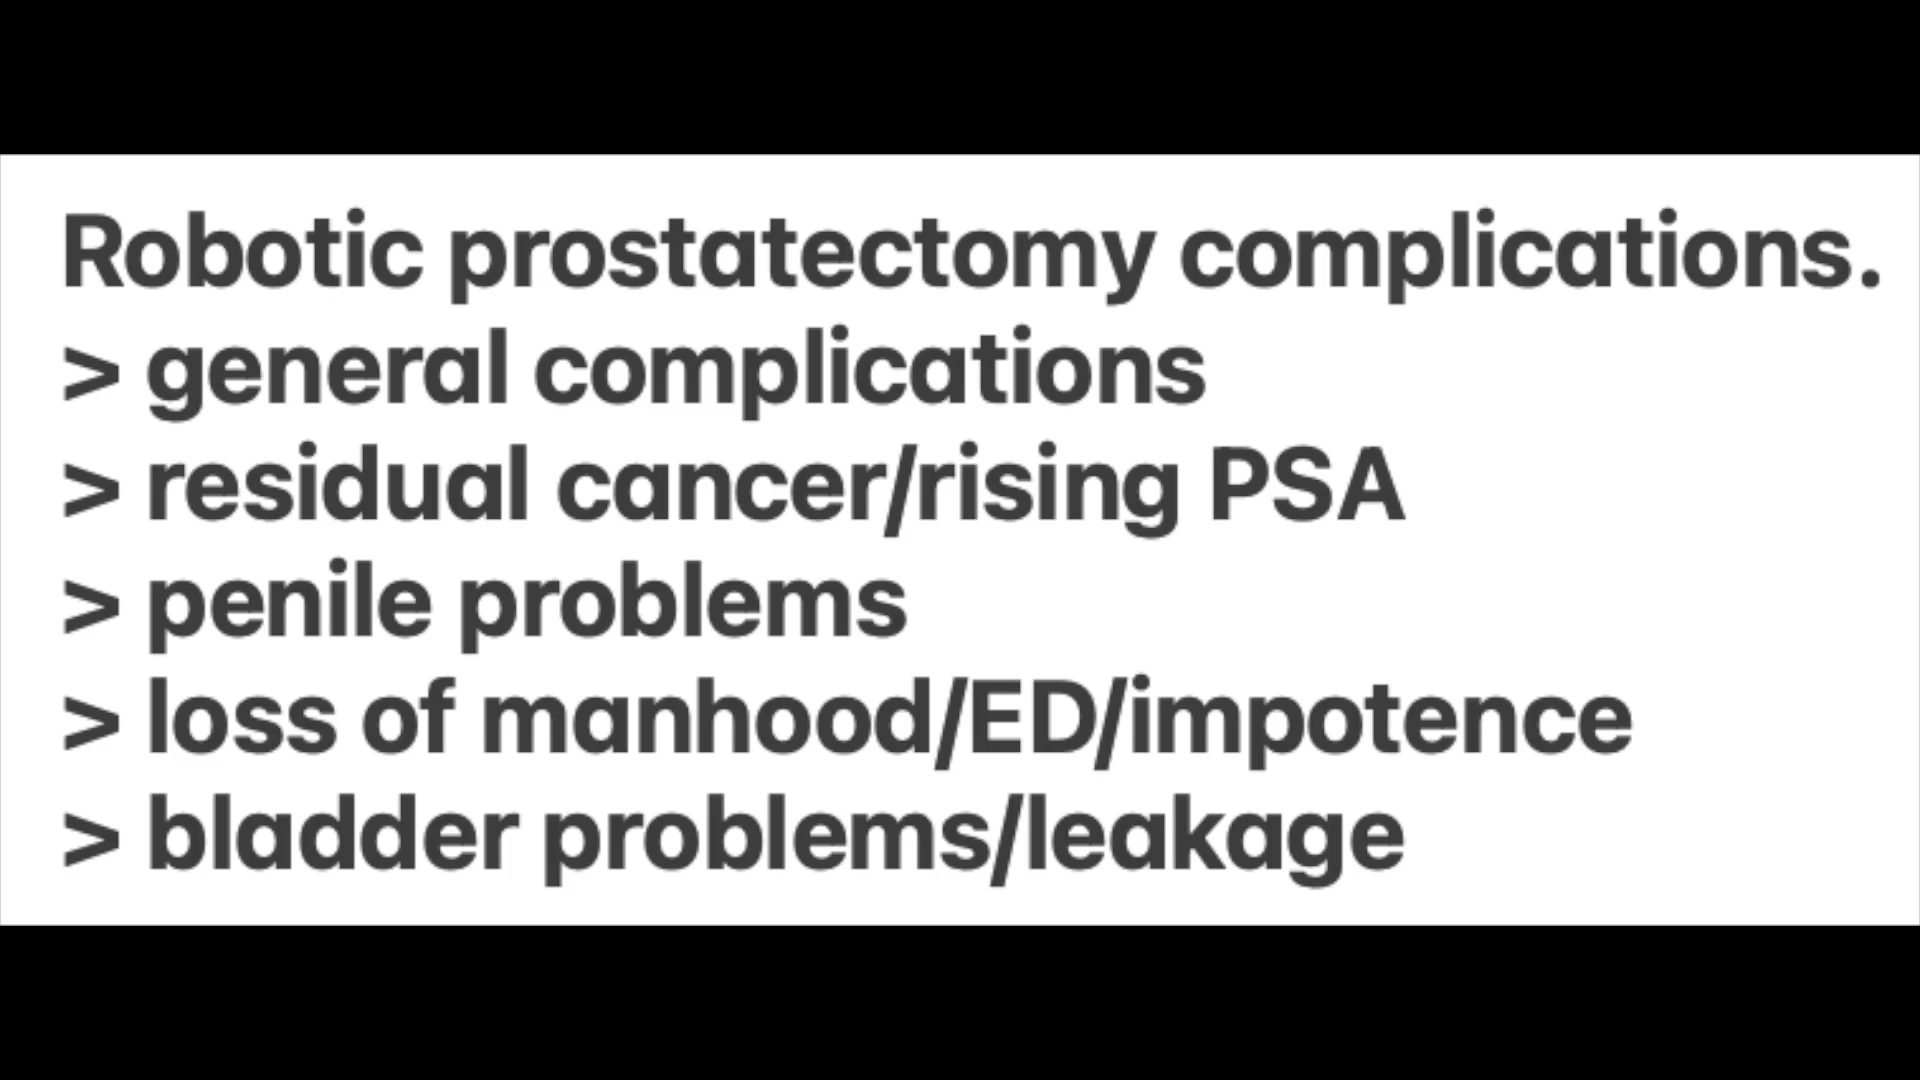 Robotic prostatectomy complications.
> general complications
> residual cancer/rising PSA
> penile problems
> loss of manhood/ED/impotence
> bladder problems/leakage